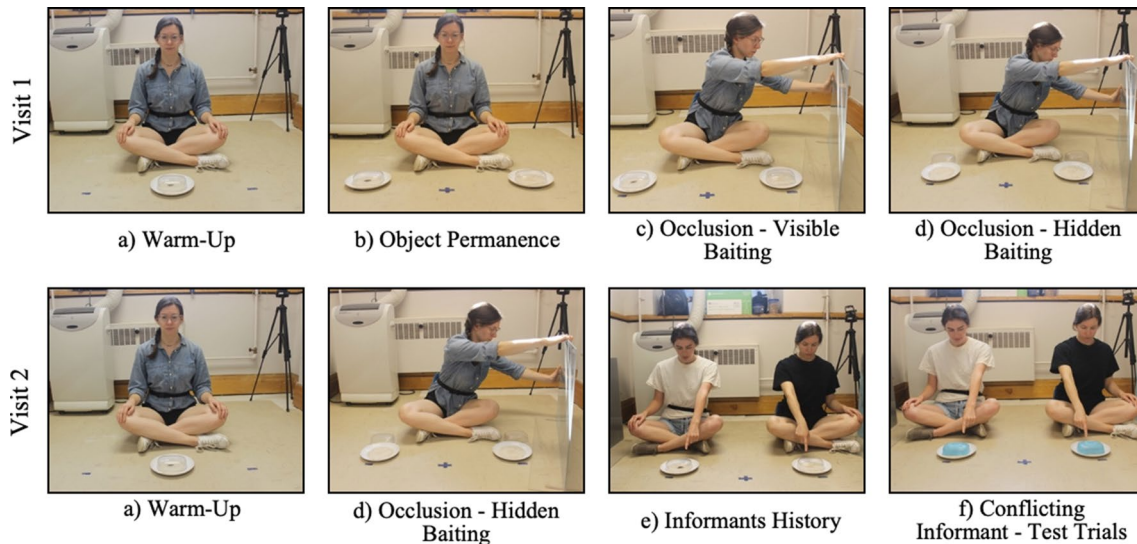 Visit 1
a) Warm-Up
b) Object Permanence
c) Occlusion - Visible
Baiting
d) Occlusion - Hidden
Baiting
Visit 2
a) Warm-Up
d) Occlusion - Hidden
Baiting
e) Informants History
f) Conflicting
Informant - Test Trials